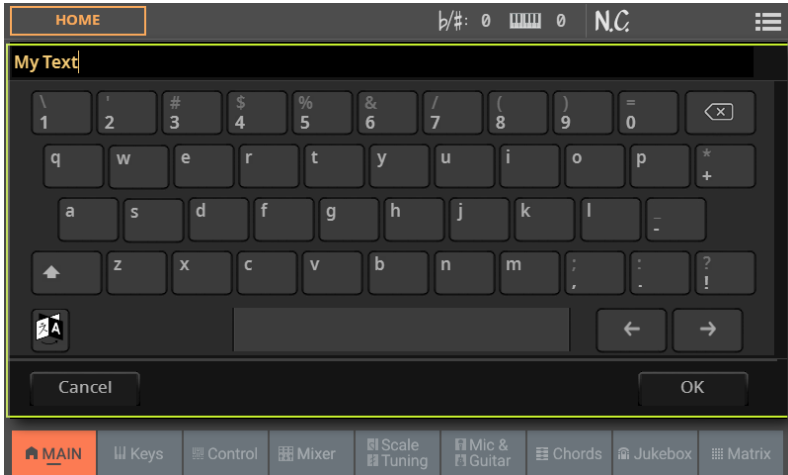 HOME ♭/♯: 0 0 N.C.
My Text
\ ' # $ % & / ( ) =
1 2 3 4 5 6 7 8 9 0
q w e r t y u i o p * +
a s d f g h j k l _ -
z x c v b n m ; , : . ? !
文 A
← →
Cancel OK
MAIN Keys Control Mixer Scale Tuning Mic & Guitar Chords Jukebox Matrix